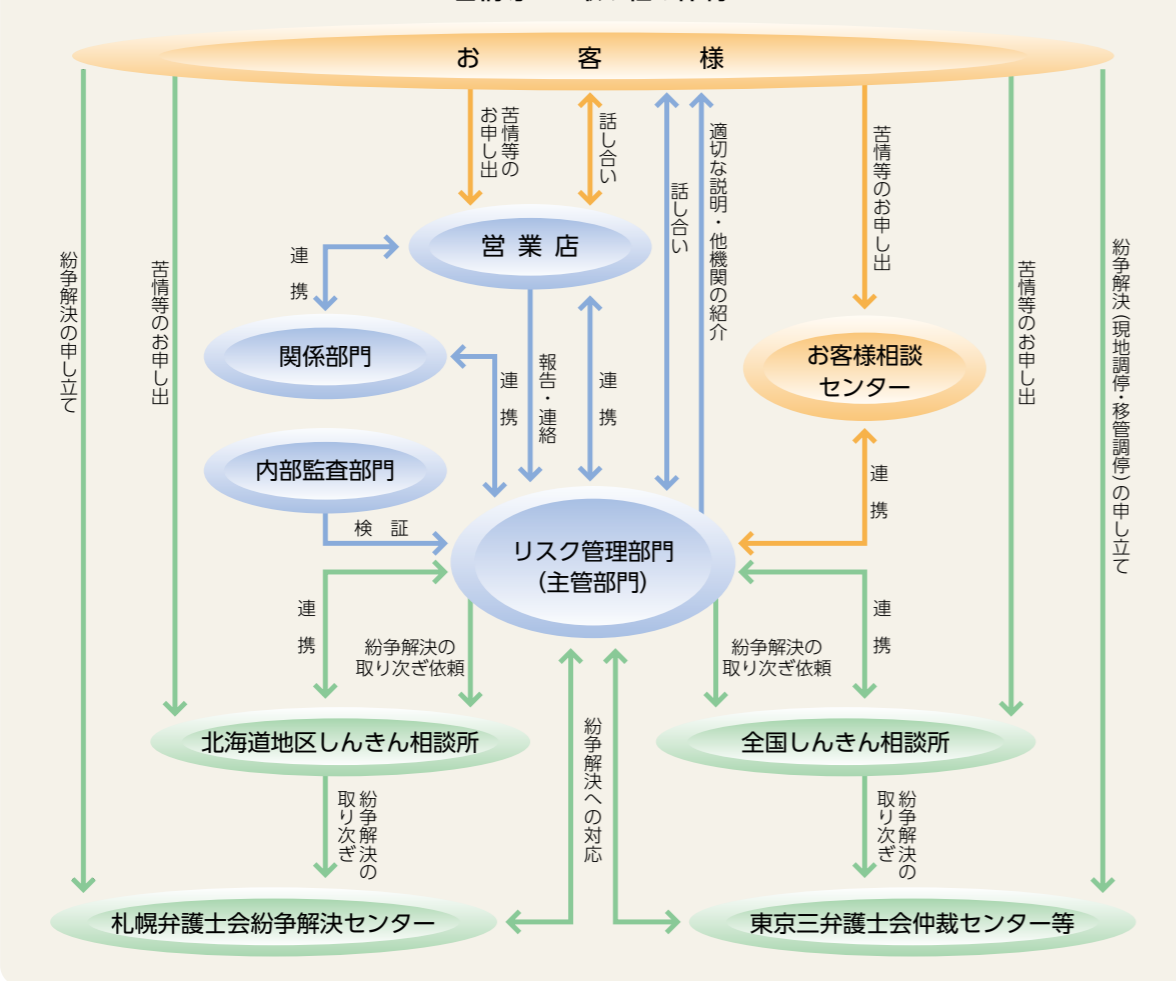 お客様
苦情等の
お申し出
話し合い
話し合い
適切な説明・他機関の紹介
苦情等のお申し出
紛争解決の申し立て
苦情等のお申し出
苦情等のお申し出
紛争解決(現地調停・移管調停)の申し立て
営業店
連携
関係部門
連携
報告・連絡
連携
お客様相談
センター
内部監査部門
検証
連携
リスク管理部門
(主管部門)
連携
紛争解決の
取り次ぎ依頼
紛争解決の
取り次ぎ依頼
連携
北海道地区しんきん相談所
紛争解決への対応
全国しんきん相談所
紛争解決の
取り次ぎ
紛争解決の
取り次ぎ
札幌弁護士会紛争解決センター
東京三弁護士会仲裁センター等